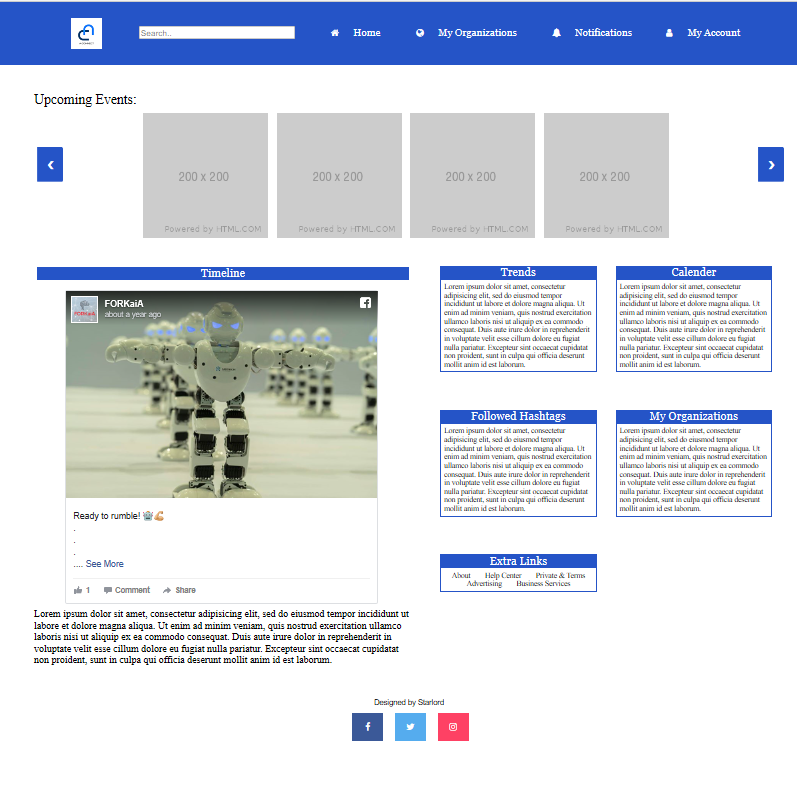 Search..
Home
My Organizations
Notifications
My Account
Upcoming Events:
‹
200 x 200
Powered by HTML.COM
200 x 200
Powered by HTML.COM
200 x 200
Powered by HTML.COM
200 x 200
Powered by HTML.COM
›
Timeline
FORKaiA
about a year ago
Ready to rumble! 🤖💪🏼
.
.
.
.... See More
1 Comment Share
Lorem ipsum dolor sit amet, consectetur adipisicing elit, sed do eiusmod tempor incididunt ut
labore et dolore magna aliqua. Ut enim ad minim veniam, quis nostrud exercitation ullamco
laboris nisi ut aliquip ex ea commodo consequat. Duis aute irure dolor in reprehenderit in
voluptate velit esse cillum dolore eu fugiat nulla pariatur. Excepteur sint occaecat cupidatat
non proident, sunt in culpa qui officia deserunt mollit anim id est laborum.
Trends
Lorem ipsum dolor sit amet, consectetur
adipisicing elit, sed do eiusmod tempor
incididunt ut labore et dolore magna aliqua. Ut
enim ad minim veniam, quis nostrud exercitation
ullamco laboris nisi ut aliquip ex ea commodo
consequat. Duis aute irure dolor in reprehenderit
in voluptate velit esse cillum dolore eu fugiat
nulla pariatur. Excepteur sint occaecat cupidatat
non proident, sunt in culpa qui officia deserunt
mollit anim id est laborum.
Calender
Lorem ipsum dolor sit amet, consectetur
adipisicing elit, sed do eiusmod tempor
incididunt ut labore et dolore magna aliqua. Ut
enim ad minim veniam, quis nostrud exercitation
ullamco laboris nisi ut aliquip ex ea commodo
consequat. Duis aute irure dolor in reprehenderit
in voluptate velit esse cillum dolore eu fugiat
nulla pariatur. Excepteur sint occaecat cupidatat
non proident, sunt in culpa qui officia deserunt
mollit anim id est laborum.
Followed Hashtags
Lorem ipsum dolor sit amet, consectetur
adipisicing elit, sed do eiusmod tempor
incididunt ut labore et dolore magna aliqua. Ut
enim ad minim veniam, quis nostrud exercitation
ullamco laboris nisi ut aliquip ex ea commodo
consequat. Duis aute irure dolor in reprehenderit
in voluptate velit esse cillum dolore eu fugiat
nulla pariatur. Excepteur sint occaecat cupidatat
non proident, sunt in culpa qui officia deserunt
mollit anim id est laborum.
My Organizations
Lorem ipsum dolor sit amet, consectetur
adipisicing elit, sed do eiusmod tempor
incididunt ut labore et dolore magna aliqua. Ut
enim ad minim veniam, quis nostrud exercitation
ullamco laboris nisi ut aliquip ex ea commodo
consequat. Duis aute irure dolor in reprehenderit
in voluptate velit esse cillum dolore eu fugiat
nulla pariatur. Excepteur sint occaecat cupidatat
non proident, sunt in culpa qui officia deserunt
mollit anim id est laborum.
Extra Links
About Help Center Private & Terms
Advertising Business Services
Designed by Starlord